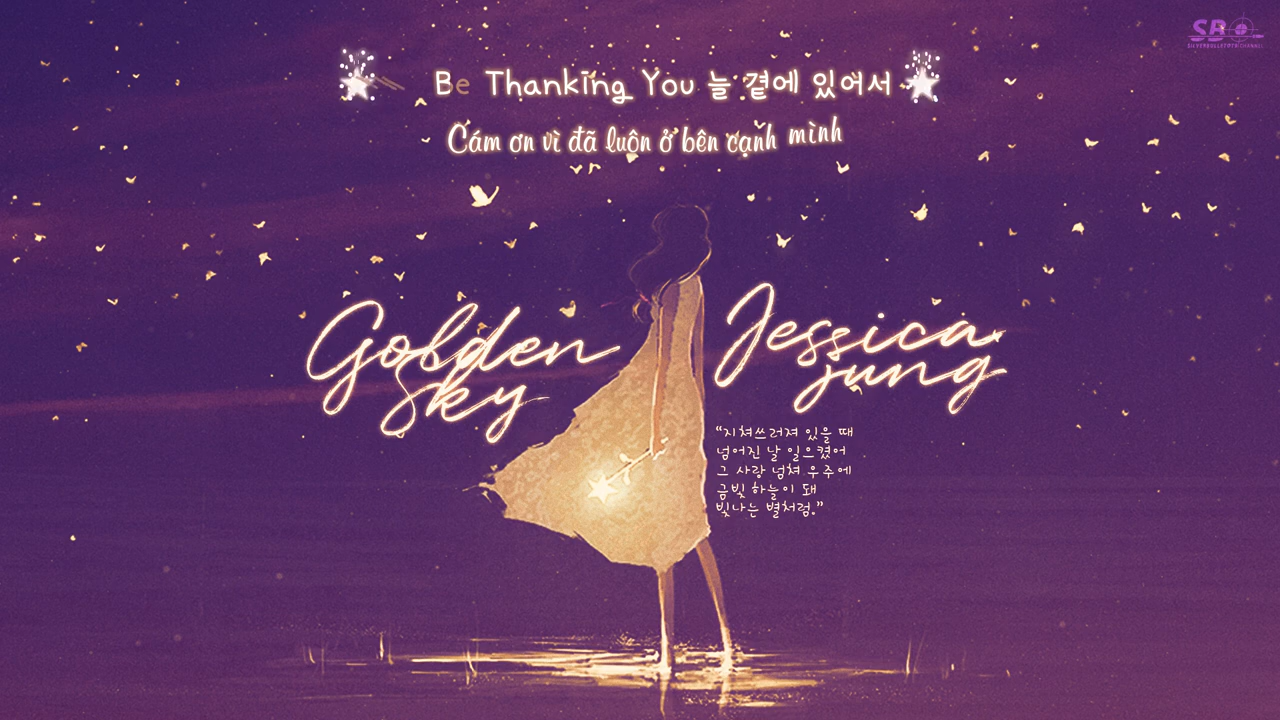 SB
SILVERBULLETSTBCHANNEL
Be Thanking You 늘 곁에 있어서
Cám ơn vì đã luôn ở bên cạnh mình
Golden
Sky
Jessica
Jung
“지쳐쓰러져 있을 때
넘어진 날 일으켰어
그 사랑 넘쳐 우주에
금빛 하늘이 돼
빛나는 별처럼.”